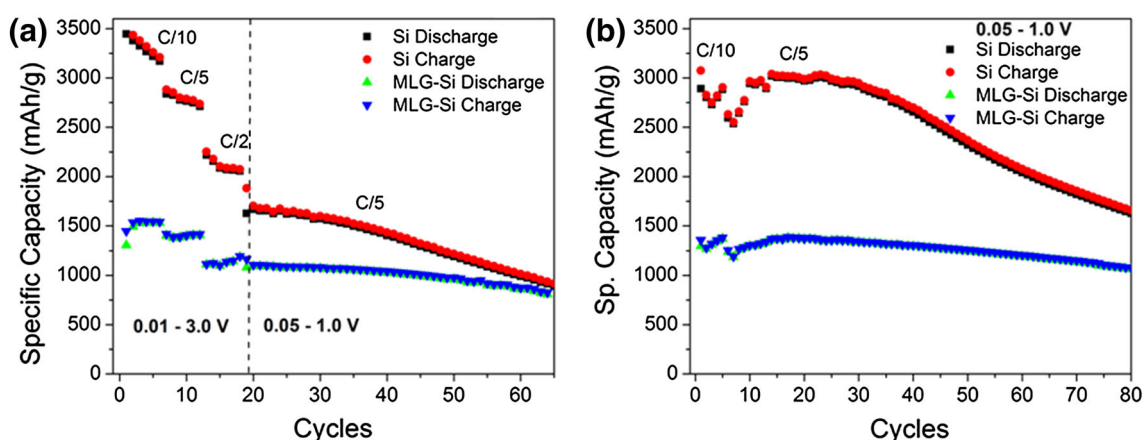 (a)
Specific Capacity (mAh/g)
3500
3000
2500
2000
1500
1000
500
0
C/10
C/5
C/2
C/5
Si Discharge
Si Charge
MLG-Si Discharge
MLG-Si Charge
0.01 - 3.0 V
0.05 - 1.0 V
0 10 20 30 40 50 60
Cycles
(b)
Sp. Capacity (mAh/g)
3500
3000
2500
2000
1500
1000
500
0
C/10
C/5
0.05 - 1.0 V
Si Discharge
Si Charge
MLG-Si Discharge
MLG-Si Charge
0 10 20 30 40 50 60 70 80
Cycles